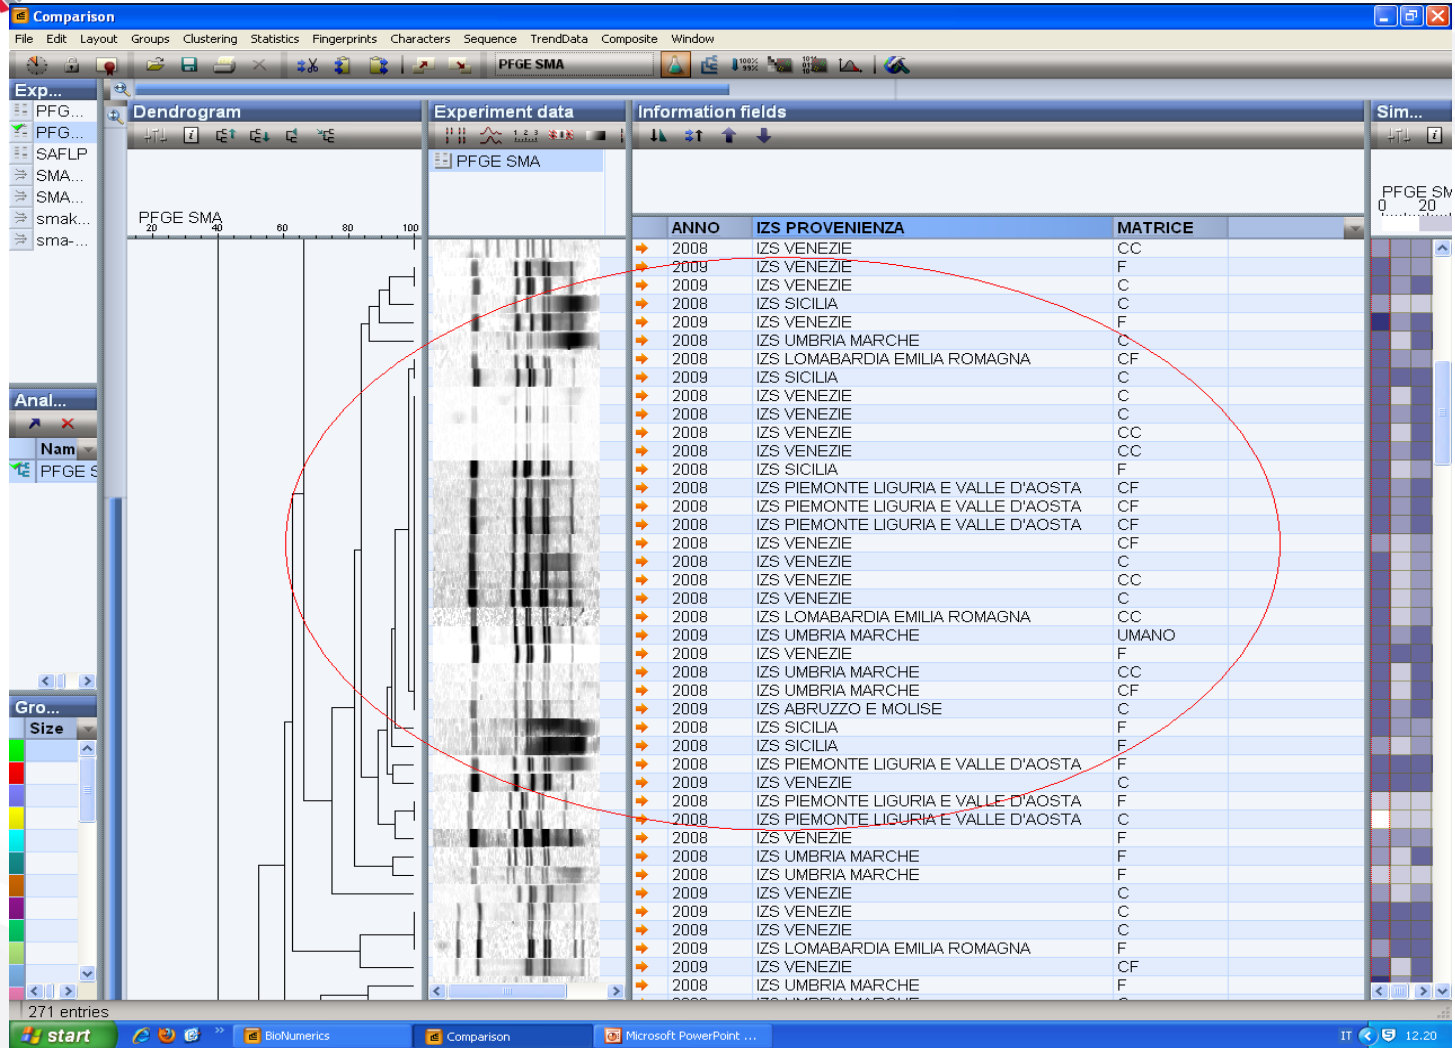 Comparison
File Edit Layout Groups Clustering Statistics Fingerprints Characters Sequence TrendData Composite Window
PFGE SMA
Exp...
PFG...
PFG...
SAFLP
SMA...
SMA...
smak...
sma-...
Anal...
Nam
PFGE S
Gro...
Size
Dendrogram
PFGE SMA
20 40 60 80 100
Experiment data
PFGE SMA
Information fields
ANNO IZS PROVENIENZA MATRICE
2008 IZS VENEZIE CC
2009 IZS VENEZIE F
2009 IZS VENEZIE C
2008 IZS SICILIA C
2009 IZS VENEZIE F
2008 IZS UMBRIA MARCHE C
2008 IZS LOMABARDIA EMILIA ROMAGNA CF
2009 IZS SICILIA C
2008 IZS VENEZIE C
2008 IZS VENEZIE C
2008 IZS VENEZIE CC
2008 IZS VENEZIE CC
2008 IZS SICILIA F
2008 IZS PIEMONTE LIGURIA E VALLE D'AOSTA CF
2008 IZS PIEMONTE LIGURIA E VALLE D'AOSTA CF
2008 IZS PIEMONTE LIGURIA E VALLE D'AOSTA CF
2008 IZS VENEZIE CF
2008 IZS VENEZIE C
2008 IZS VENEZIE CC
2008 IZS VENEZIE C
2008 IZS LOMABARDIA EMILIA ROMAGNA CC
2009 IZS UMBRIA MARCHE UMANO
2009 IZS VENEZIE F
2008 IZS UMBRIA MARCHE CC
2008 IZS UMBRIA MARCHE CF
2009 IZS ABRUZZO E MOLISE C
2008 IZS SICILIA F
2008 IZS SICILIA F
2008 IZS PIEMONTE LIGURIA E VALLE D'AOSTA F
2009 IZS VENEZIE C
2008 IZS PIEMONTE LIGURIA E VALLE D'AOSTA F
2008 IZS PIEMONTE LIGURIA E VALLE D'AOSTA C
2008 IZS VENEZIE F
2008 IZS UMBRIA MARCHE F
2008 IZS UMBRIA MARCHE F
2009 IZS VENEZIE C
2009 IZS VENEZIE C
2009 IZS VENEZIE C
2009 IZS LOMABARDIA EMILIA ROMAGNA F
2009 IZS VENEZIE CF
2008 IZS UMBRIA MARCHE F
Sim...
PFGE SM
0 20
271 entries
start BioNumerics Comparison Microsoft PowerPoint ... IT 12.20